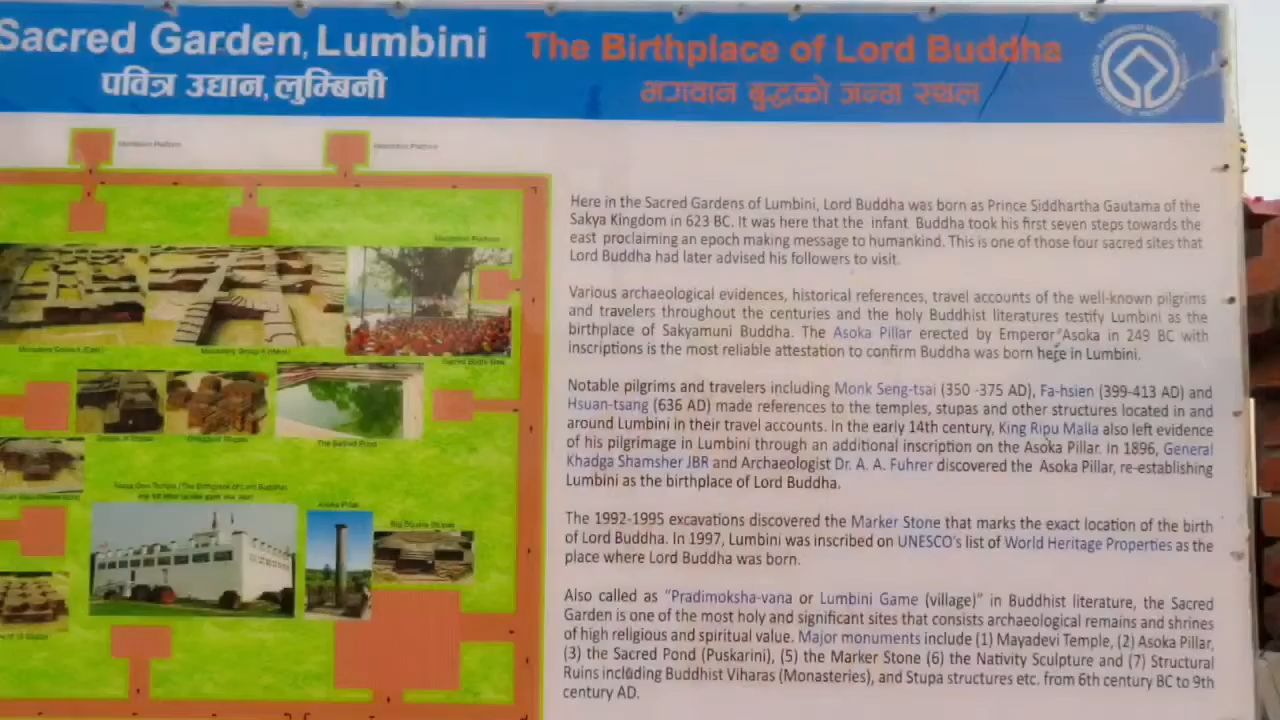 Sacred Garden, Lumbini
The Birthplace of Lord Buddha
पवित्र उद्यान, लुम्बिनी
भगवान बुद्धको जन्म स्थल
Here in the Sacred Gardens of Lumbini, Lord Buddha was born as Prince Siddhartha Gautama of the
Sakya Kingdom in 623 BC. It was here that the infant Buddha took his first seven steps towards the
east proclaiming an epoch making message to humankind. This is one of those four sacred sites that
Lord Buddha had later advised his followers to visit.
Various archaeological evidences, historical references, travel accounts of the well-known pilgrims
and travelers throughout the centuries and the holy Buddhist literatures testify Lumbini as the
birthplace of Sakyamuni Buddha. The Asoka Pillar erected by Emperor Asoka in 249 BC with
inscriptions is the most reliable attestation to confirm Buddha was born here in Lumbini.
Notable pilgrims and travelers including Monk Seng-tsai (350 -375 AD), Fa-hsien (399-413 AD) and
Hsuan-tsang (636 AD) made references to the temples, stupas and other structures located in and
around Lumbini in their travel accounts. In the early 14th century, King Ripu Malla also left evidence
of his pilgrimage in Lumbini through an additional inscription on the Asoka Pillar. In 1896, General
Khadga Shamsher JBR and Archaeologist Dr. A. A. Fuhrer discovered the Asoka Pillar, re-establishing
Lumbini as the birthplace of Lord Buddha.
The 1992-1995 excavations discovered the Marker Stone that marks the exact location of the birth
of Lord Buddha. In 1997, Lumbini was inscribed on UNESCO's list of World Heritage Properties as the
place where Lord Buddha was born.
Also called as "Pradimoksha-vana or Lumbini Game (village)" in Buddhist literature, the Sacred
Garden is one of the most holy and significant sites that consists archaeological remains and shrines
of high religious and spiritual value. Major monuments include (1) Mayadevi Temple, (2) Asoka Pillar,
(3) the Sacred Pond (Puskarini), (5) the Marker Stone (6) the Nativity Sculpture and (7) Structural
Ruins including Buddhist Viharas (Monasteries), and Stupa structures etc. from 6th century BC to 9th
century AD.
Meditation Platform
Meditation Platform
Meditation Platform
The Sacred Pond
Asoka Pillar
Big Square Stupas